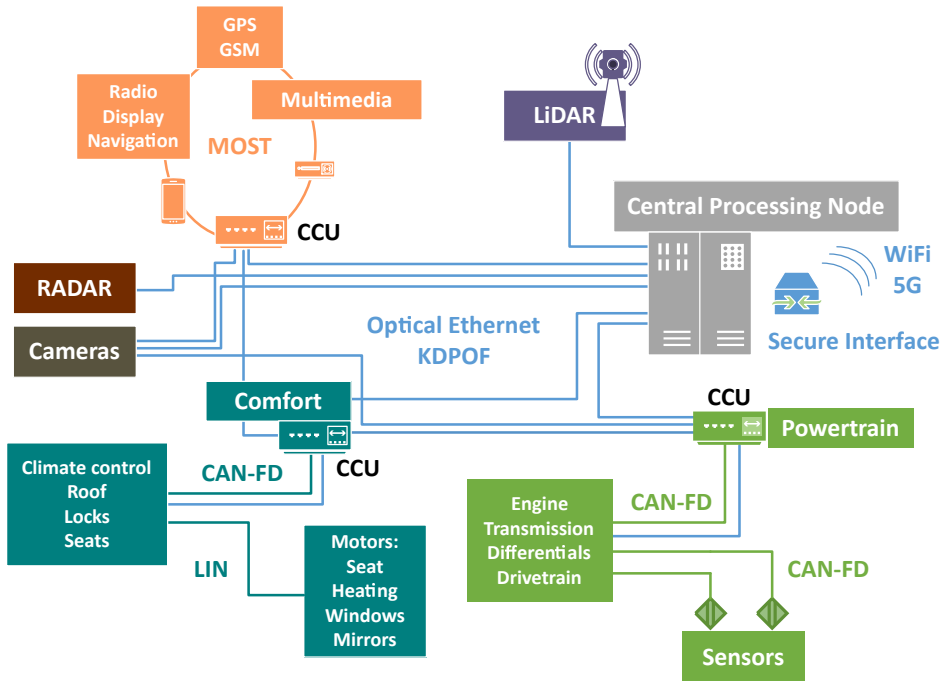 GPS
GSM
Radio
Display
Navigation
Multimedia
MOST
CCU
LiDAR
Central Processing Node
WiFi
5G
Secure Interface
RADAR
Cameras
Optical Ethernet
KDPOF
Comfort
CCU
CCU
Powertrain
Climate control
Roof
Locks
Seats
CAN-FD
LIN
Motors:
Seat
Heating
Windows
Mirrors
Engine
Transmission
Differentials
Drivetrain
CAN-FD
CAN-FD
Sensors